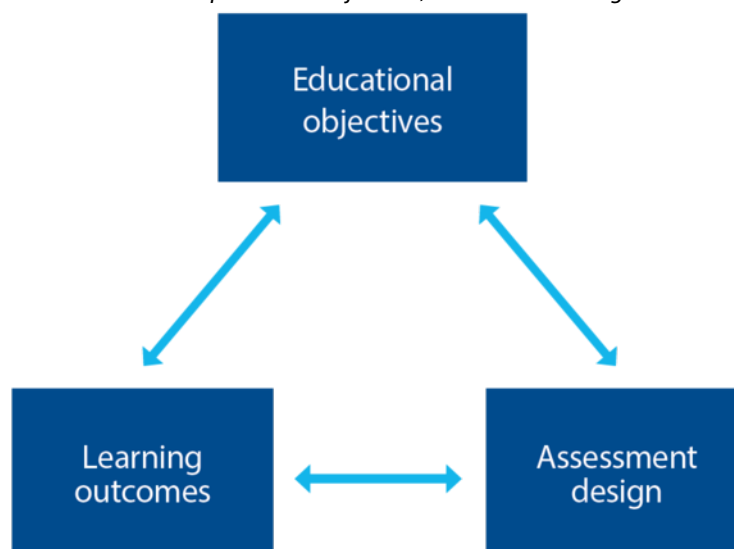 Educational
objectives
Learning
outcomes
Assessment
design